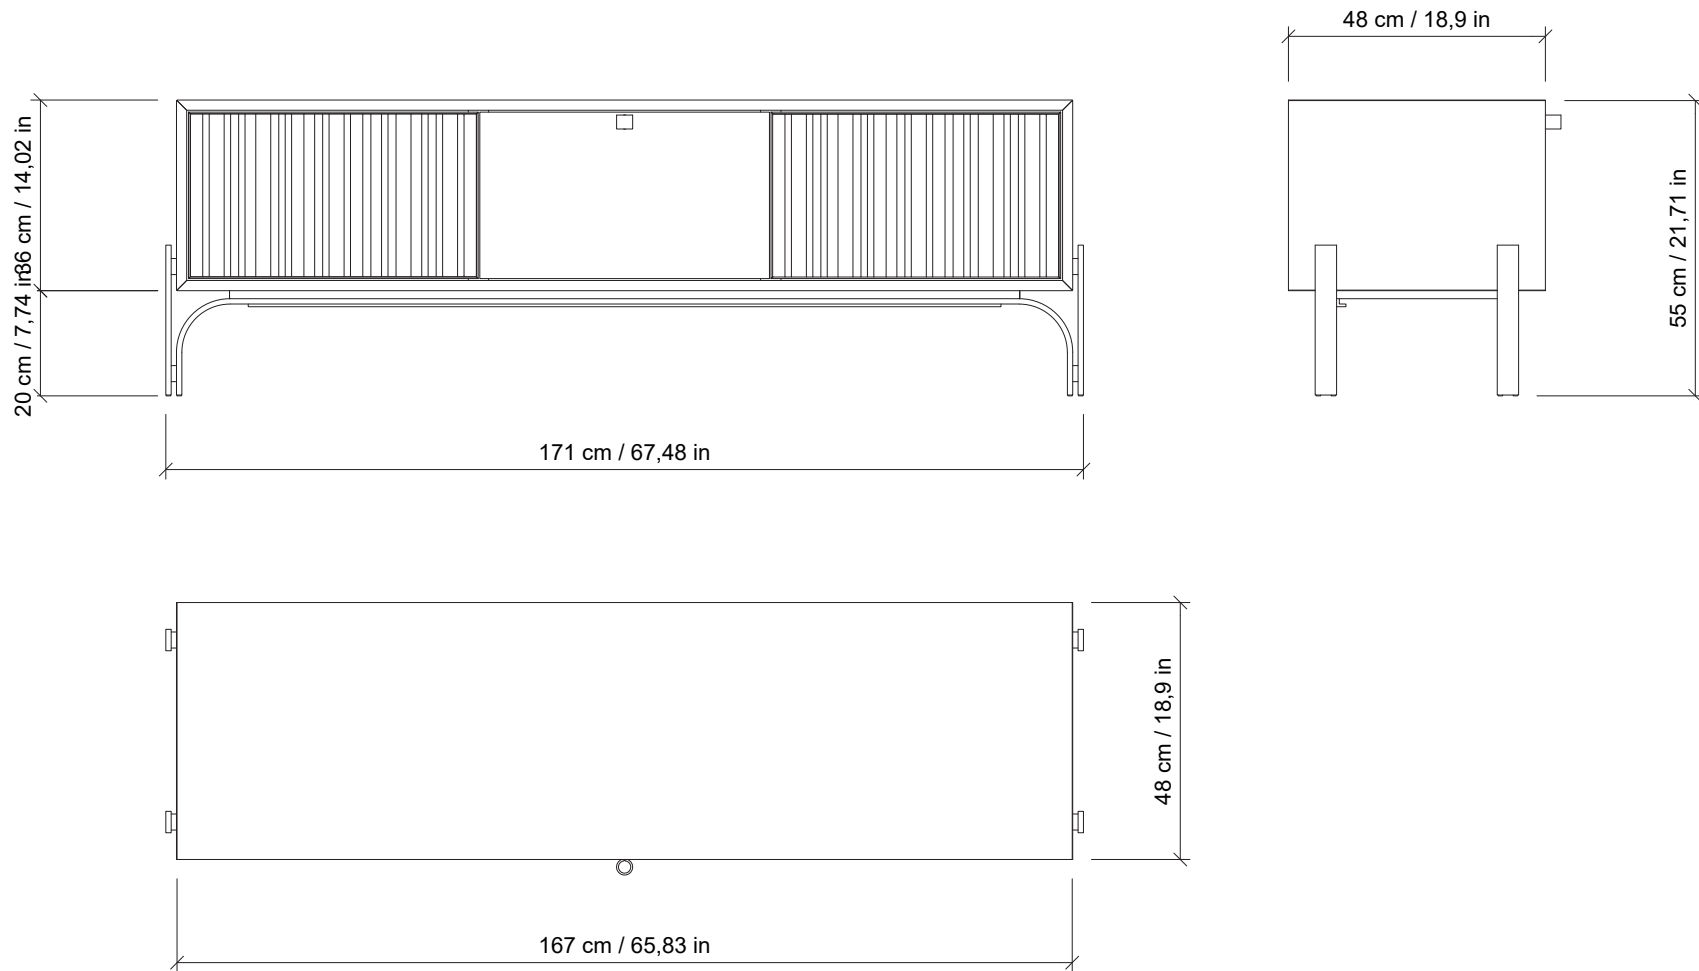 48 cm / 18,9 in
36 cm / 14,02 in
20 cm / 7,74 in
55 cm / 21,71 in
171 cm / 67,48 in
48 cm / 18,9 in
167 cm / 65,83 in